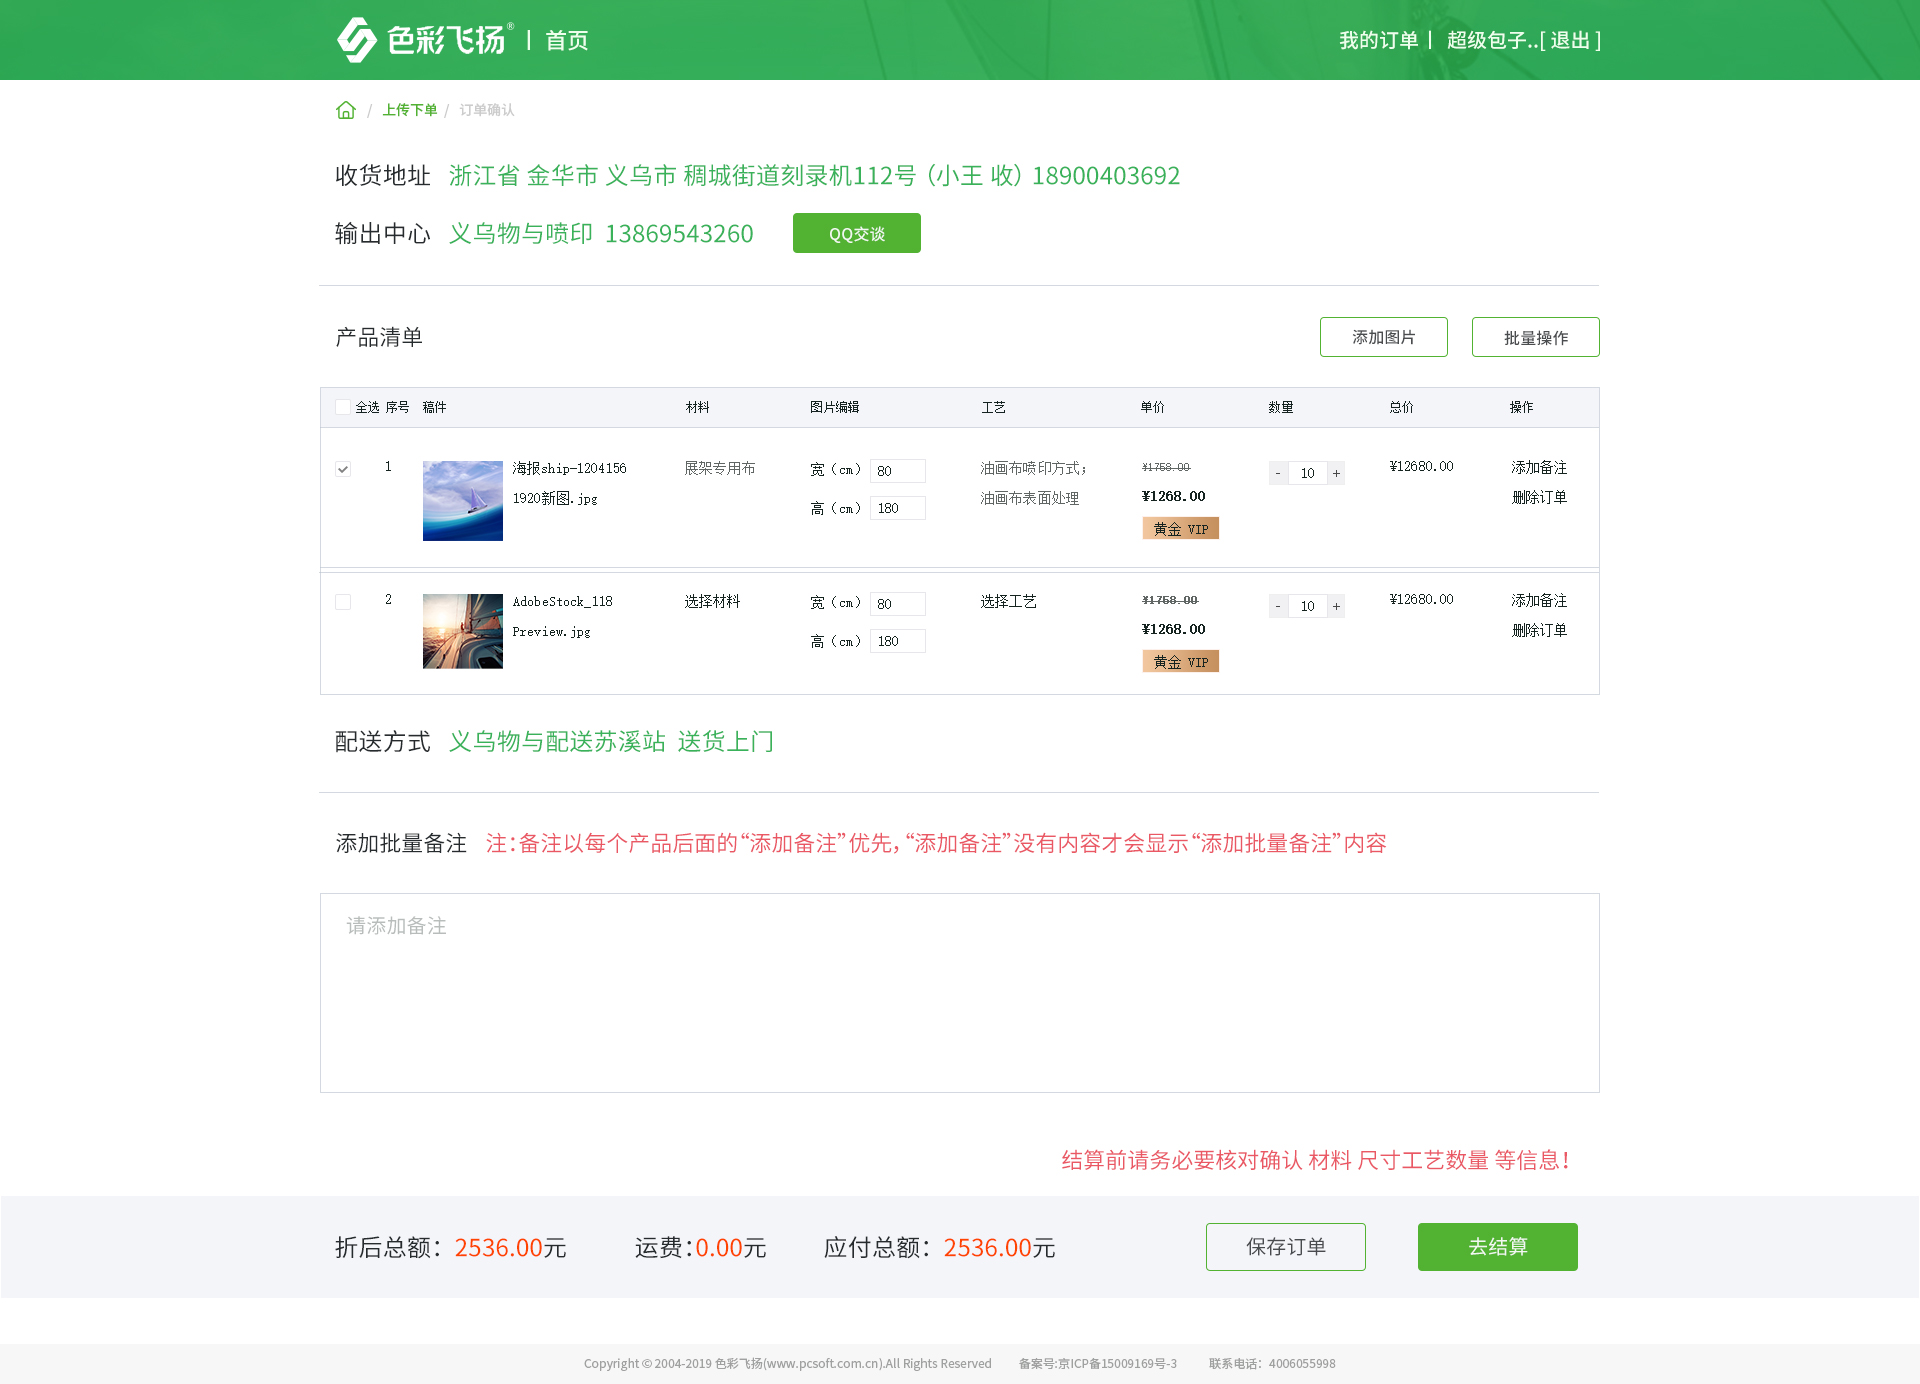 色彩飞扬® | 首页
我的订单 | 超级包子..[ 退出 ]
/ 上传下单 / 订单确认
收货地址 浙江省 金华市 义乌市 稠城街道刻录机112号（小王 收）18900403692
输出中心 义乌物与喷印 13869543260 QQ交谈
产品清单 添加图片 批量操作
全选 序号 稿件 材料 图片编辑 工艺 单价 数量 总价 操作
1 海报ship-1204156 展架专用布 宽（cm） 80 油画布喷印方式； ¥1758.00 - 10 + ¥12680.00 添加备注
1920新图.jpg 高（cm） 180 油画布表面处理 ¥1268.00 删除订单
黄金 VIP
2 AdobeStock_118 选择材料 宽（cm） 80 选择工艺 ¥1758.00 - 10 + ¥12680.00 添加备注
Preview.jpg 高（cm） 180 ¥1268.00 删除订单
黄金 VIP
配送方式 义乌物与配送苏溪站 送货上门
添加批量备注 注：备注以每个产品后面的“添加备注”优先，“添加备注”没有内容才会显示“添加批量备注”内容
请添加备注
结算前请务必要核对确认 材料 尺寸工艺数量 等信息！
折后总额：2536.00元 运费：0.00元 应付总额：2536.00元 保存订单 去结算
Copyright © 2004-2019 色彩飞扬(www.pcsoft.com.cn).All Rights Reserved 备案号:京ICP备15009169号-3 联系电话：4006055998